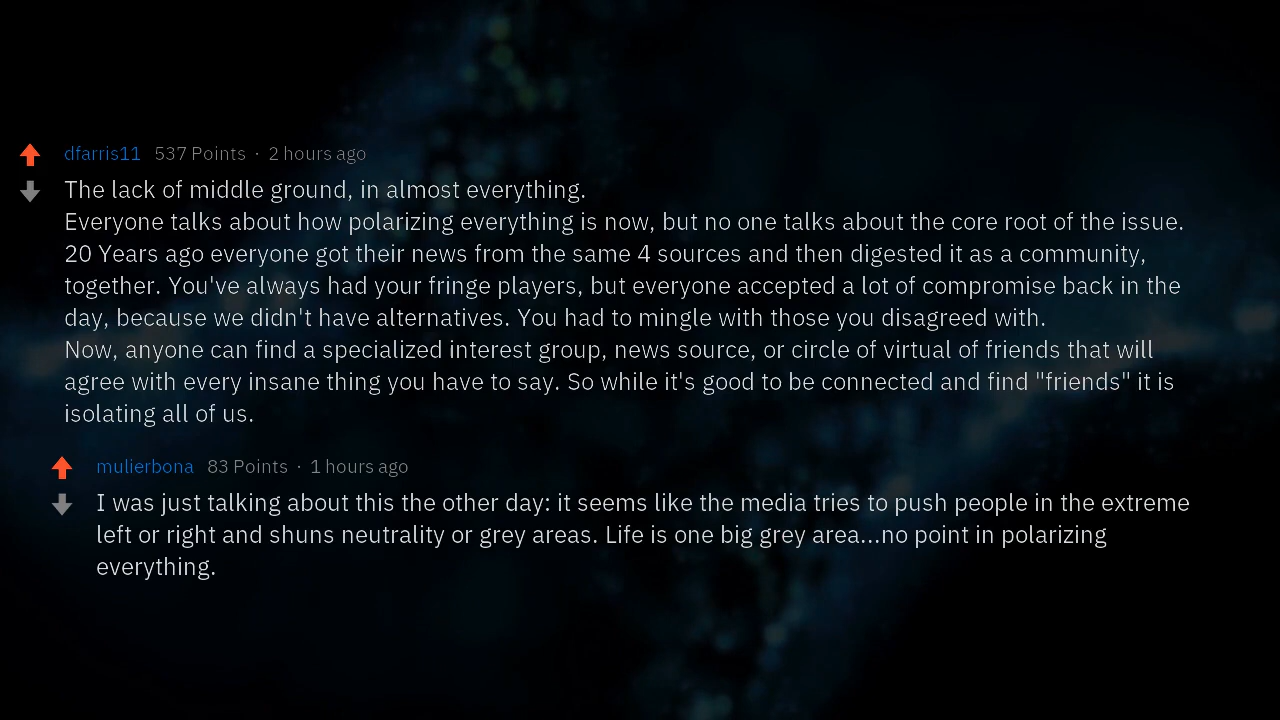 dfarris11 537 Points · 2 hours ago
The lack of middle ground, in almost everything.
Everyone talks about how polarizing everything is now, but no one talks about the core root of the issue.
20 Years ago everyone got their news from the same 4 sources and then digested it as a community,
together. You've always had your fringe players, but everyone accepted a lot of compromise back in the
day, because we didn't have alternatives. You had to mingle with those you disagreed with.
Now, anyone can find a specialized interest group, news source, or circle of virtual of friends that will
agree with every insane thing you have to say. So while it's good to be connected and find "friends" it is
isolating all of us.
mulierbona 83 Points · 1 hours ago
I was just talking about this the other day: it seems like the media tries to push people in the extreme
left or right and shuns neutrality or grey areas. Life is one big grey area...no point in polarizing
everything.